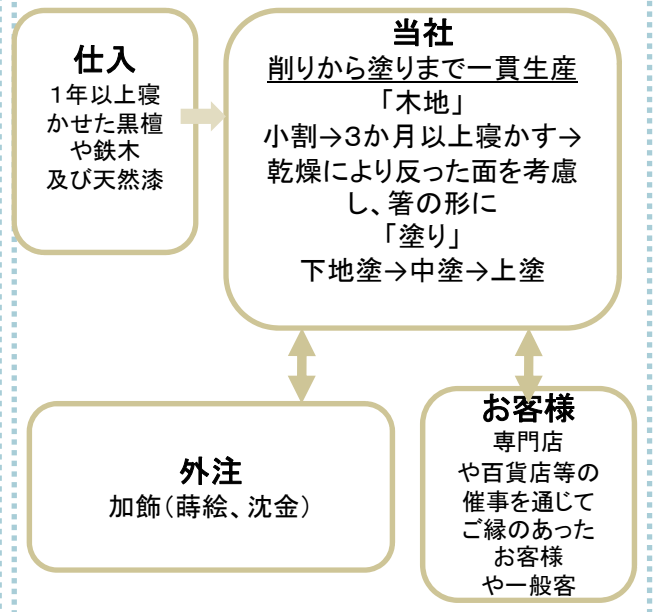 仕入
1年以上寝
かせた黒檀
や鉄木
及び天然漆
当社
削りから塗りまで一貫生産
「木地」
小割→3か月以上寝かす→
乾燥により反った面を考慮
し、箸の形に
「塗り」
下地塗→中塗→上塗
外注
加飾(蒔絵、沈金)
お客様
専門店
や百貨店等の
催事を通じて
ご縁のあった
お客様
や一般客